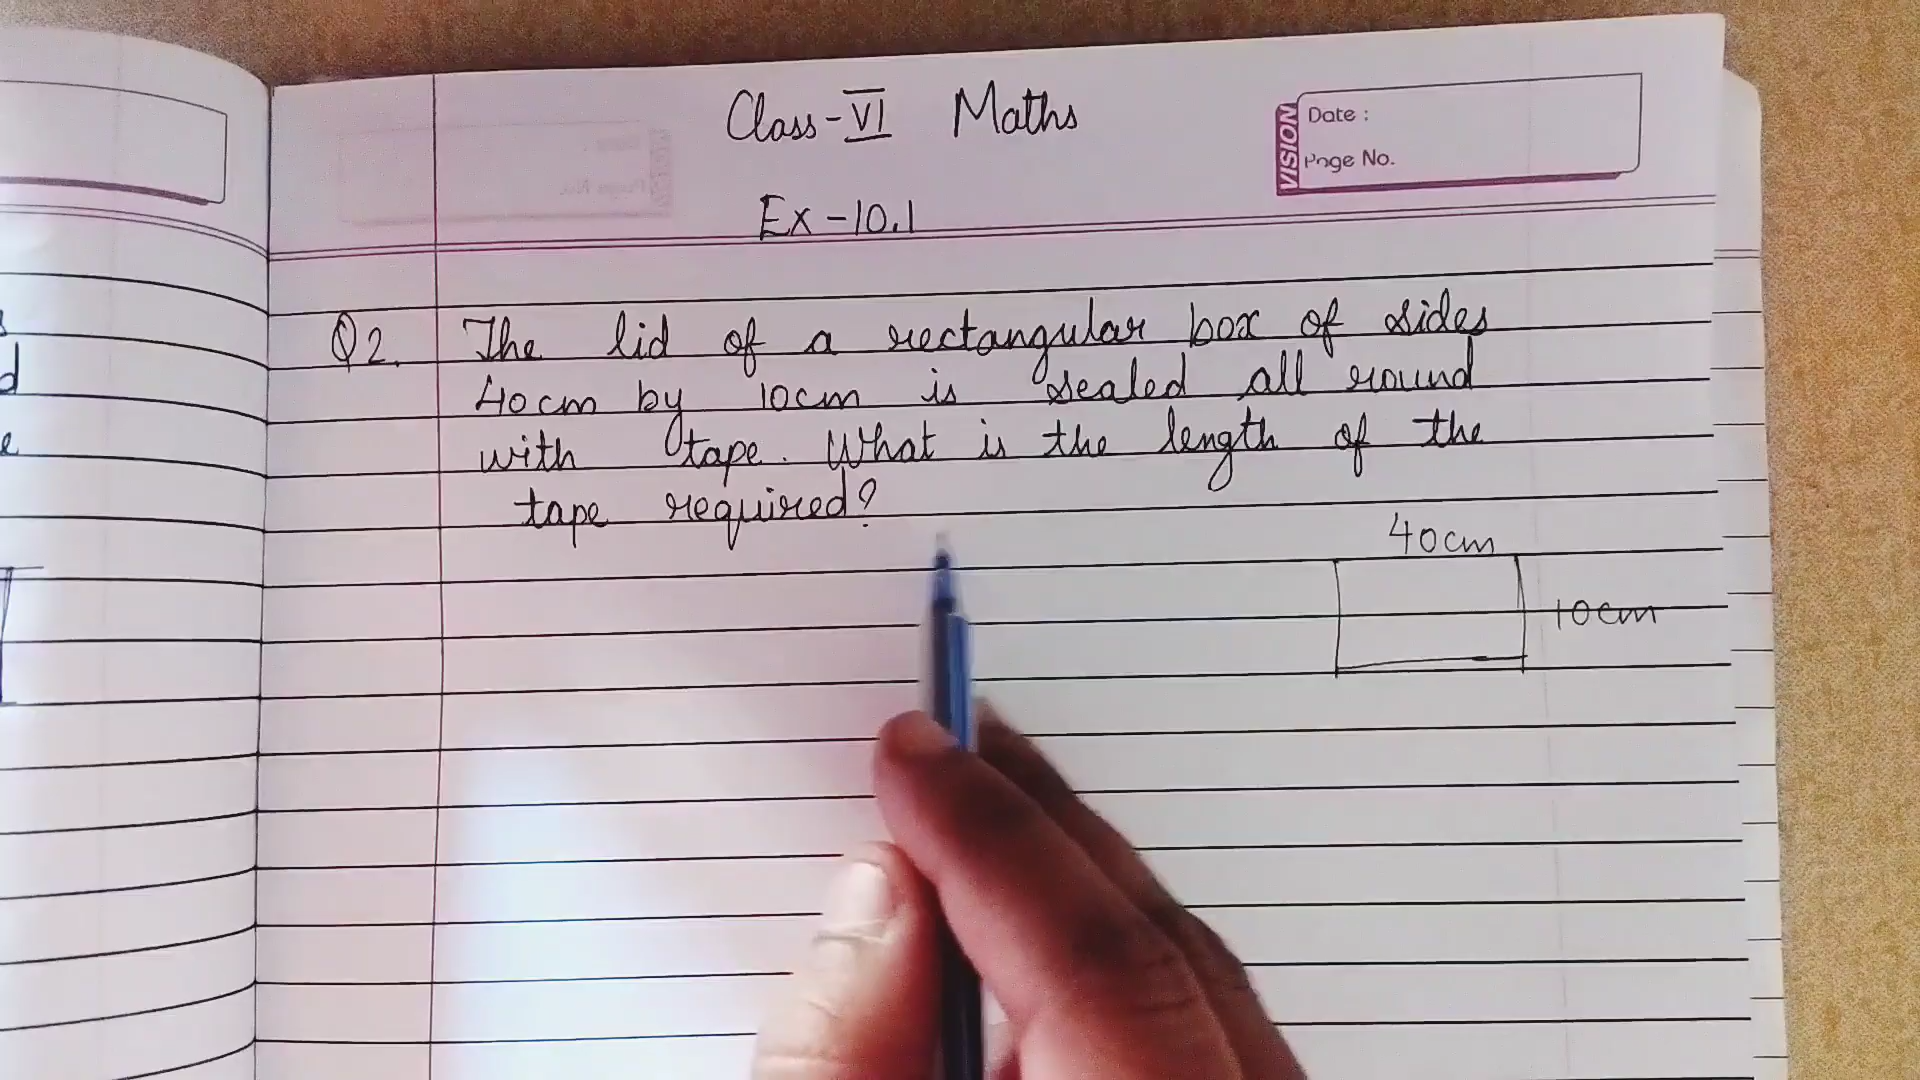 Class-VI Maths
VISION
Date :
Page No.
Ex-10.1
Q2. The lid of a rectangular box of sides
40cm by 10cm is sealed all round
with tape. What is the length of the
tape required?
40cm
10cm
d
e